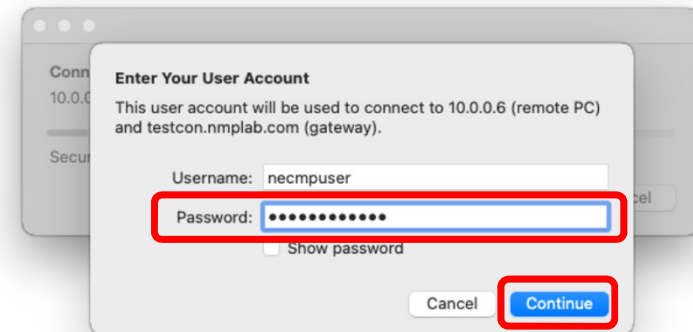 Conn
10.0.0
Secur
cel
Enter Your User Account
This user account will be used to connect to 10.0.0.6 (remote PC)
and testcon.nmplab.com (gateway).
Username: necmpuser
Password: ••••••••••••
Show password
Cancel Continue